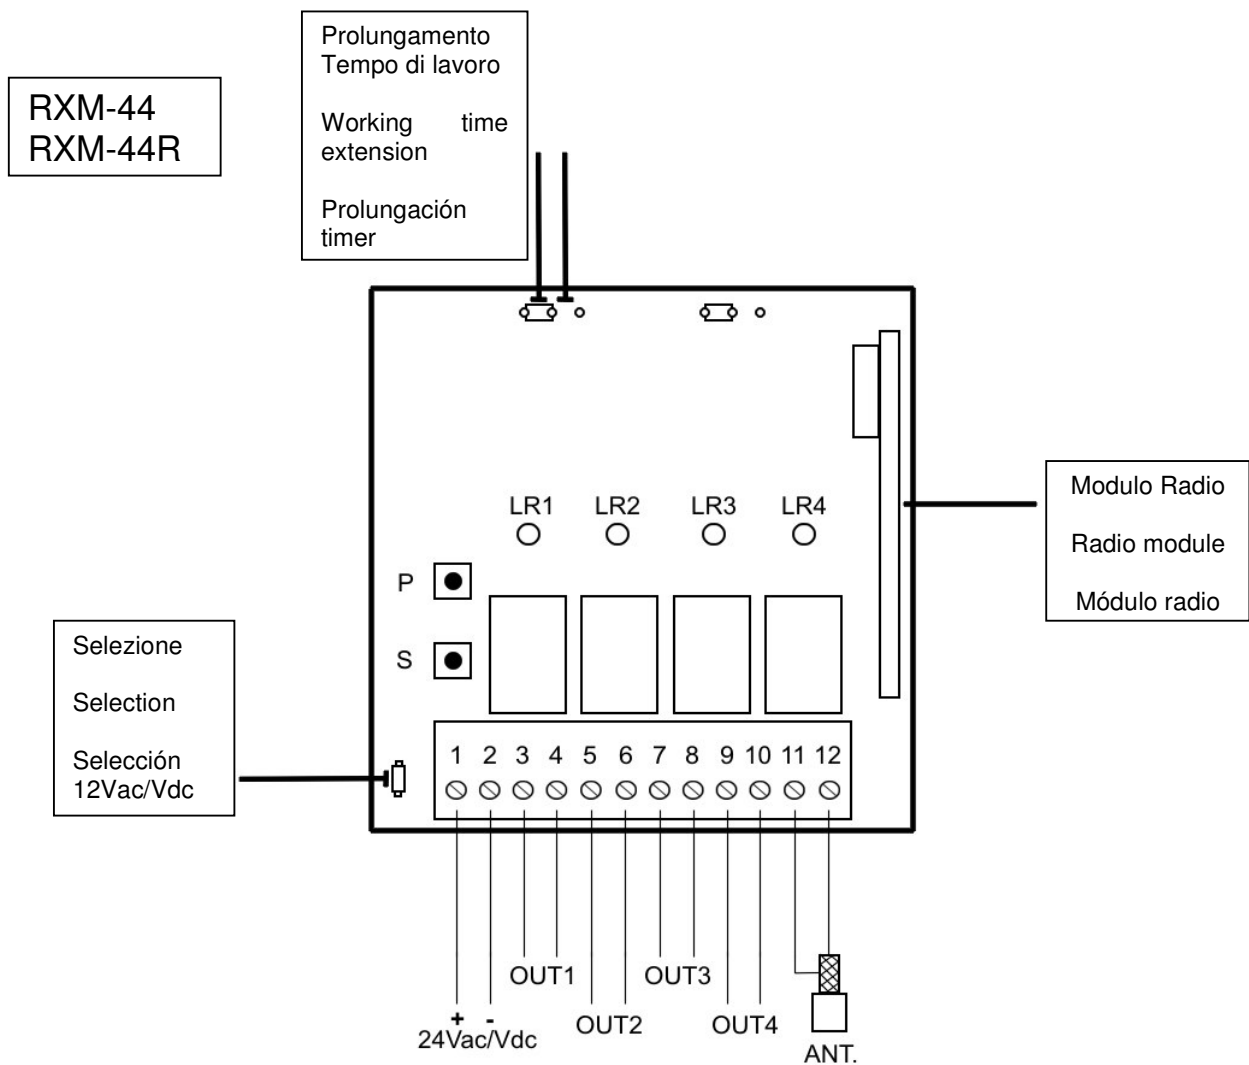 Prolungamento
Tempo di lavoro
Working time
extension
Prolungación
timer
RXM-44
RXM-44R
LR1 LR2 LR3 LR4
Modulo Radio
Radio module
Módulo radio
P
S
Selezione
Selection
Selección
12Vac/Vdc
1 2 3 4 5 6 7 8 9 10 11 12
OUT1 OUT3
+ -
24Vac/Vdc
OUT2 OUT4
ANT.